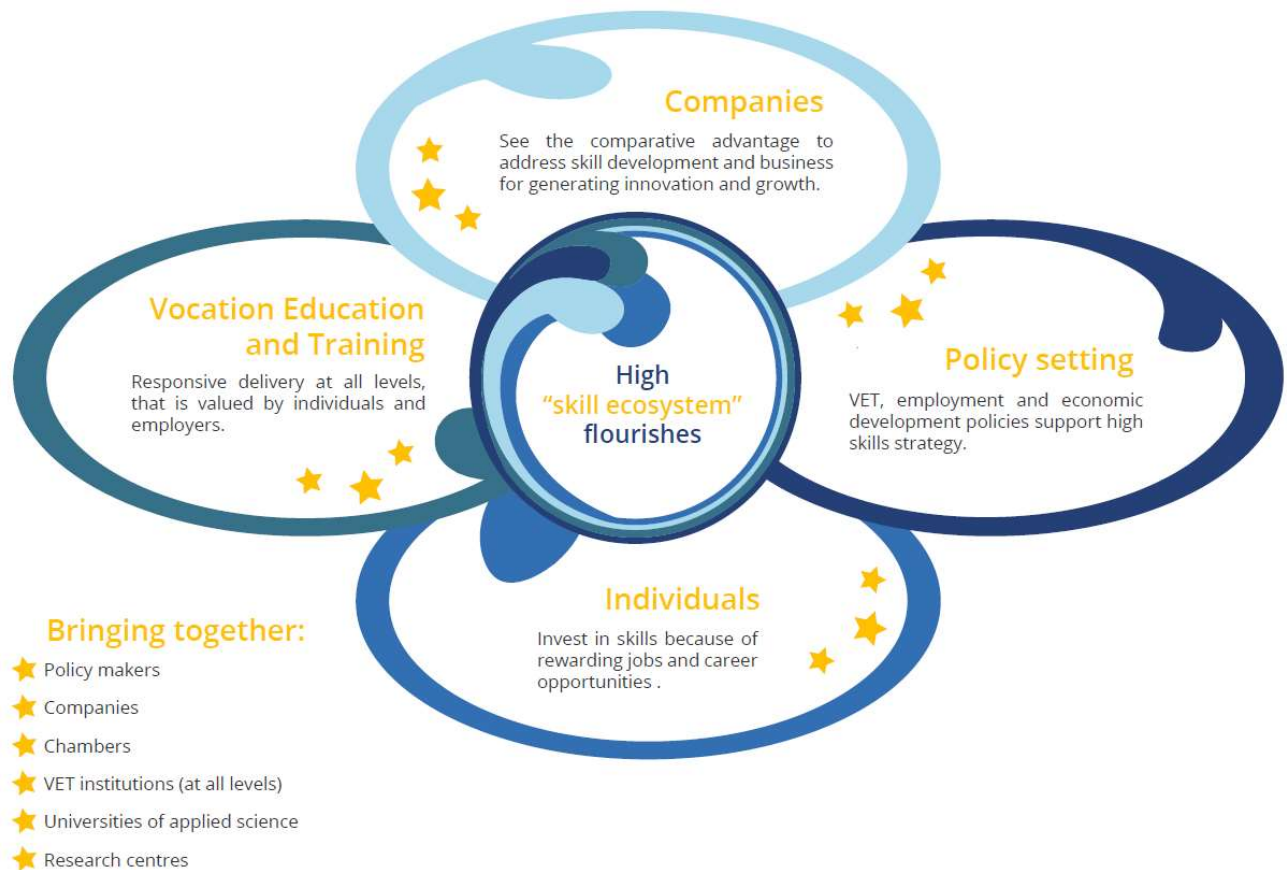 Companies
See the comparative advantage to
address skill development and business
for generating innovation and growth.
Vocation Education
and Training
Responsive delivery at all levels,
that is valued by individuals and
employers.
High
“skill ecosystem”
flourishes
Policy setting
VET, employment and economic
development policies support high
skills strategy.
Individuals
Invest in skills because of
rewarding jobs and career
opportunities .
Bringing together:
Policy makers
Companies
Chambers
VET institutions (at all levels)
Universities of applied science
Research centres